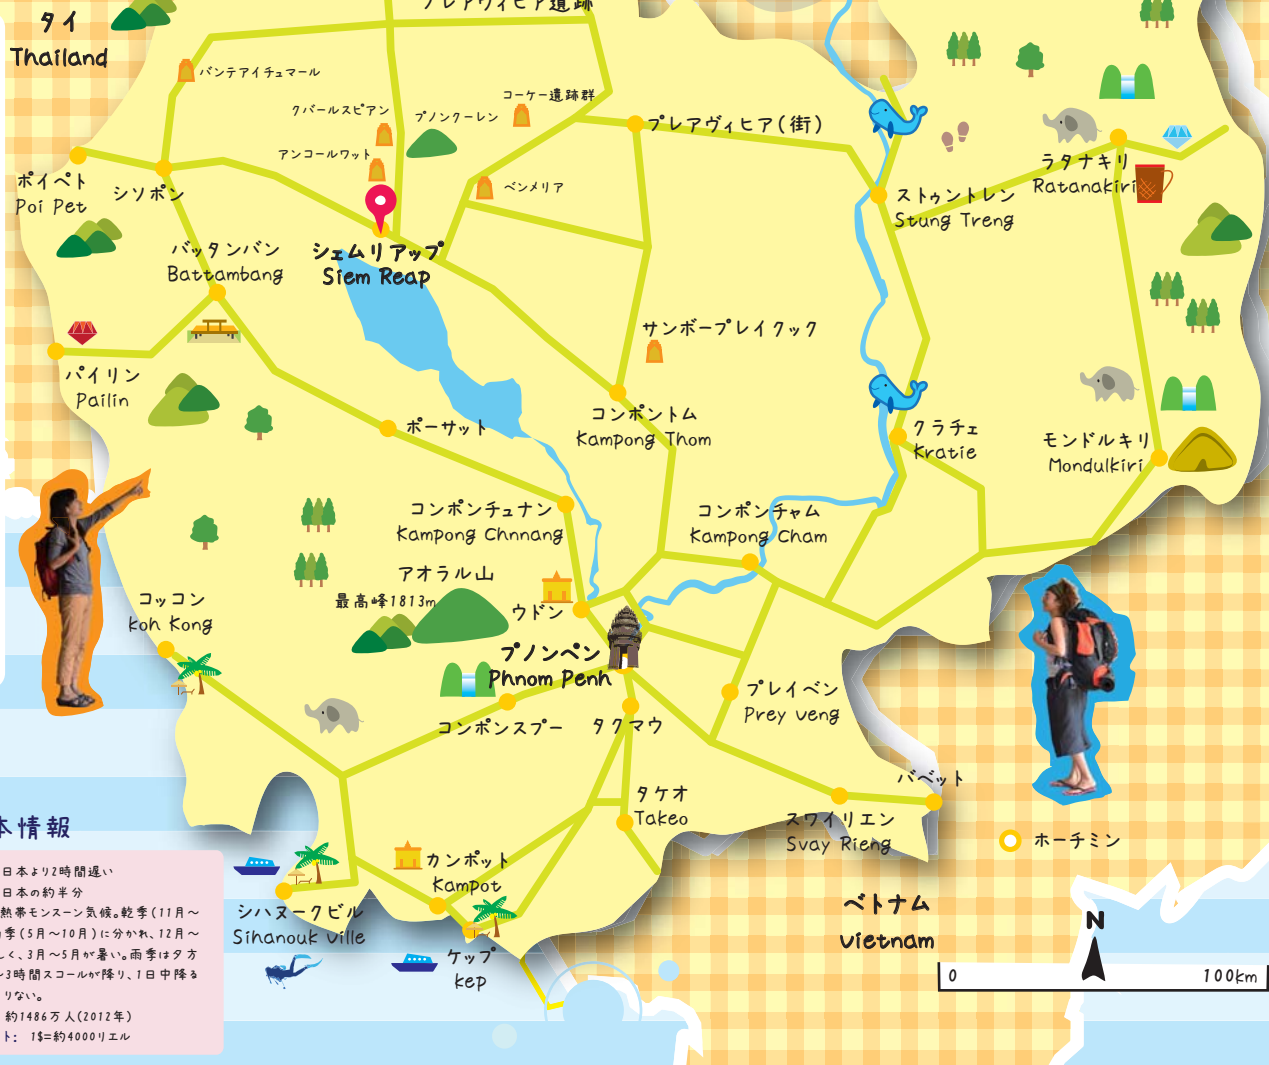 タイ
Thailand
プレアヴィヒア遺跡
バンテアイチュマール
クバールスピアン
プノンクーレン
コーケー遺跡群
アンコールワット
ベンメリア
プレアヴィヒア(街)
ポイペト
Poi Pet
シソポン
バッタンバン
Battambang
シェムリアップ
Siem Reap
ストゥントレン
Stung Treng
ラタナキリ
Ratanakiri
サンボープレイクック
パイリン
Pailin
ポーサット
コンポントム
Kampong Thom
クラチェ
Kratie
モンドルキリ
Mondulkiri
コンポンチュナン
Kampong Chnnang
コンポンチャム
Kampong Cham
アオラル山
最高峰1813m
ウドン
コッコン
Koh Kong
プノンペン
Phnom Penh
コンポンスプー
タクマウ
プレイベン
Prey Veng
タケオ
Takeo
バベット
スワイリエン
Svay Rieng
ホーチミン
カンポット
Kampot
シハヌークビル
Sihanouk Ville
ケップ
Kep
ベトナム
Vietnam
N
0 100km
本情報
日本より2時間遅い
日本の約半分
熱帯モンスーン気候。乾季(11月〜
季(5月〜10月)に分かれ、12月〜
しく、3月〜5月が暑い。雨季は夕方
〜3時間スコールが降り、1日中降る
りない。
約1486万人(2012年)
ト: 1$=約4000リエル